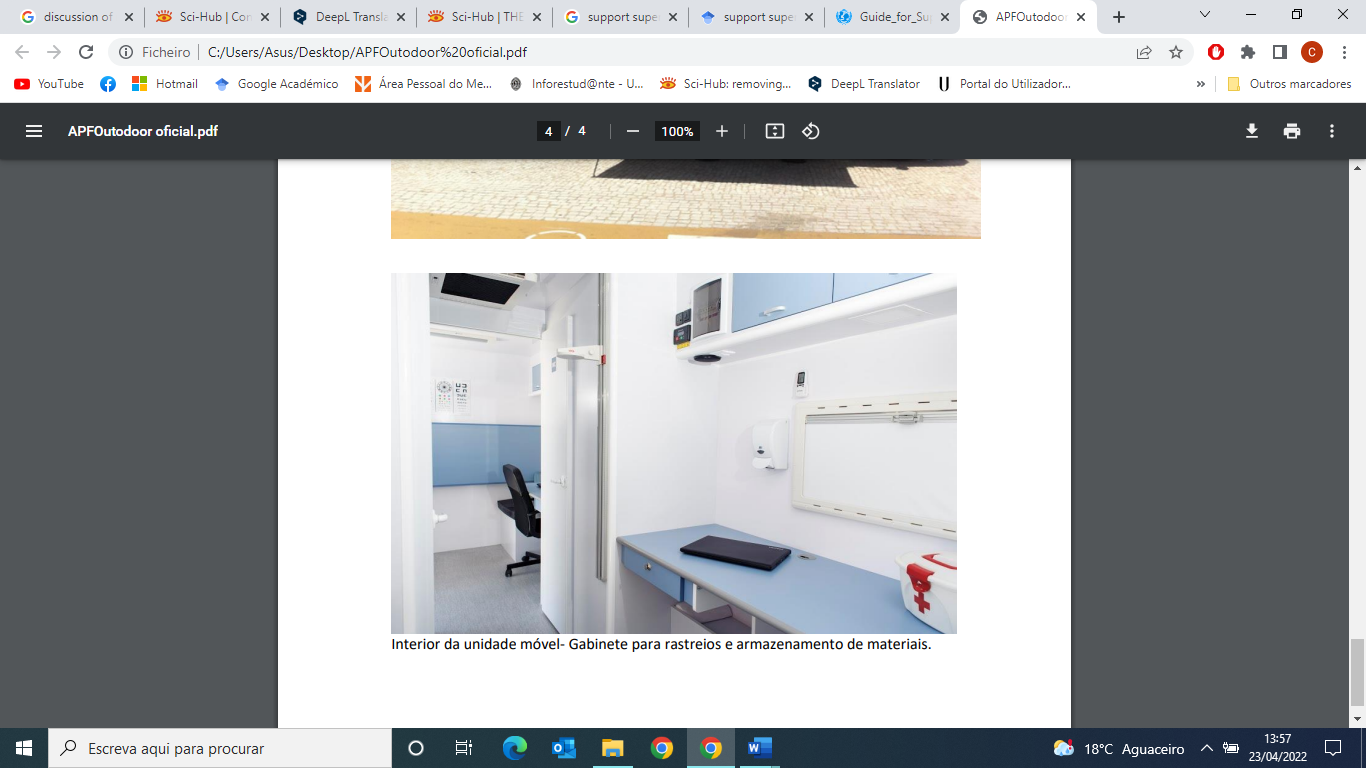 discussion of
Sci-Hub | Con
DeepL Transla
Sci-Hub | THE
support supe
support supe
Guide_for_Su
APFOutodoor
Ficheiro
C:/Users/Asus/Desktop/APFOutodoor%20oficial.pdf
C
YouTube
Hotmail
Google Académico
Área Pessoal do Me...
Inforestud@nte - U...
Sci-Hub: removing...
DeepL Translator
Portal do Utilizador...
»
Outros marcadores
APFOutodoor oficial.pdf
4 / 4
100%
Interior da unidade móvel- Gabinete para rastreios e armazenamento de materiais.
Escreva aqui para procurar
18°C Aguaceiro
13:57
23/04/2022